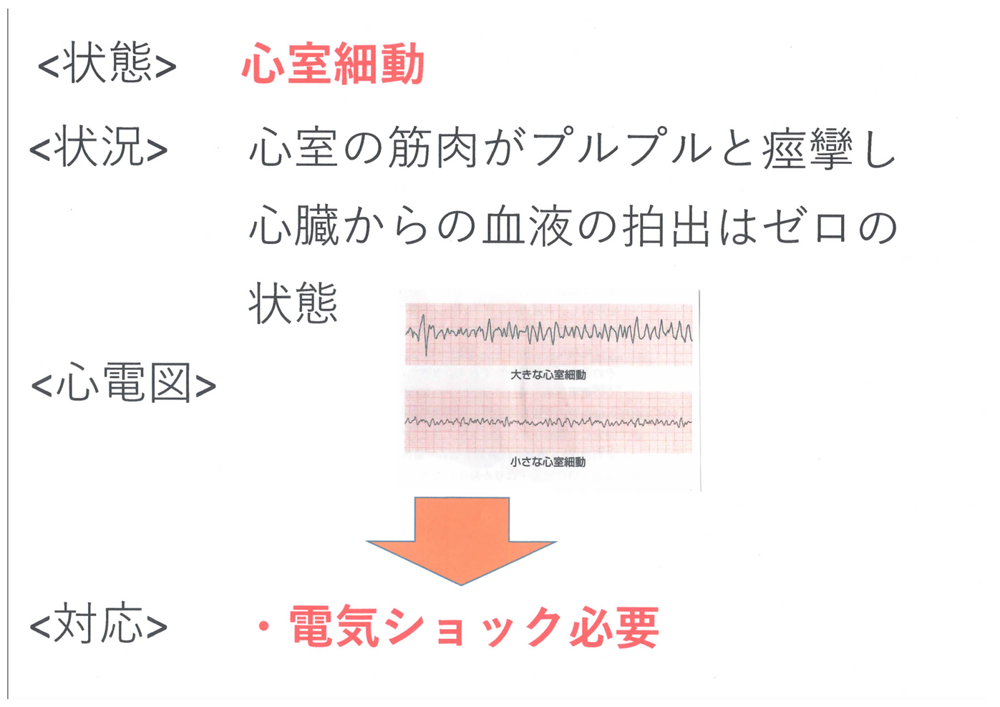 <状態> 心室細動
<状況> 心室の筋肉がプルプルと痙攣し
心臓からの血液の拍出はゼロの
状態
<心電図>
大きな心室細動
小さな心室細動
<対応> ・電気ショック必要